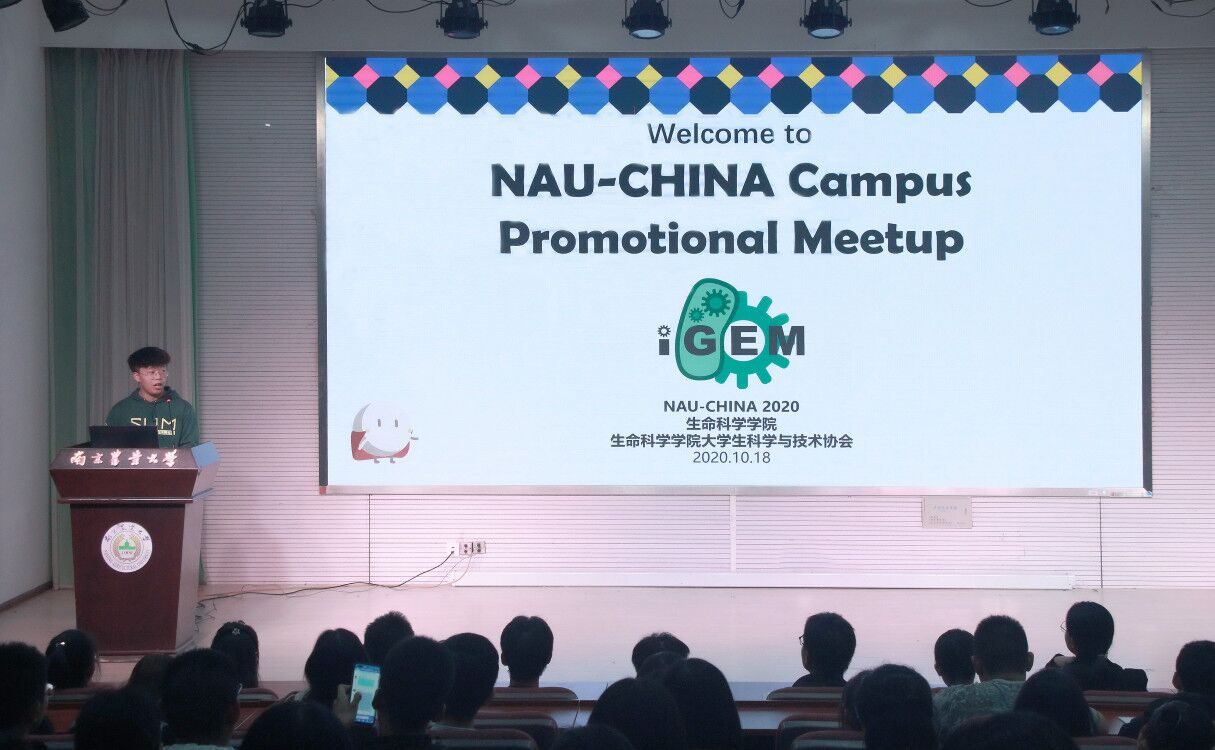 Welcome to
NAU-CHINA Campus
Promotional Meetup
iGEM
NAU-CHINA 2020
生命科学学院
生命科学学院大学生科学与技术协会
2020.10.18
南京农业大学